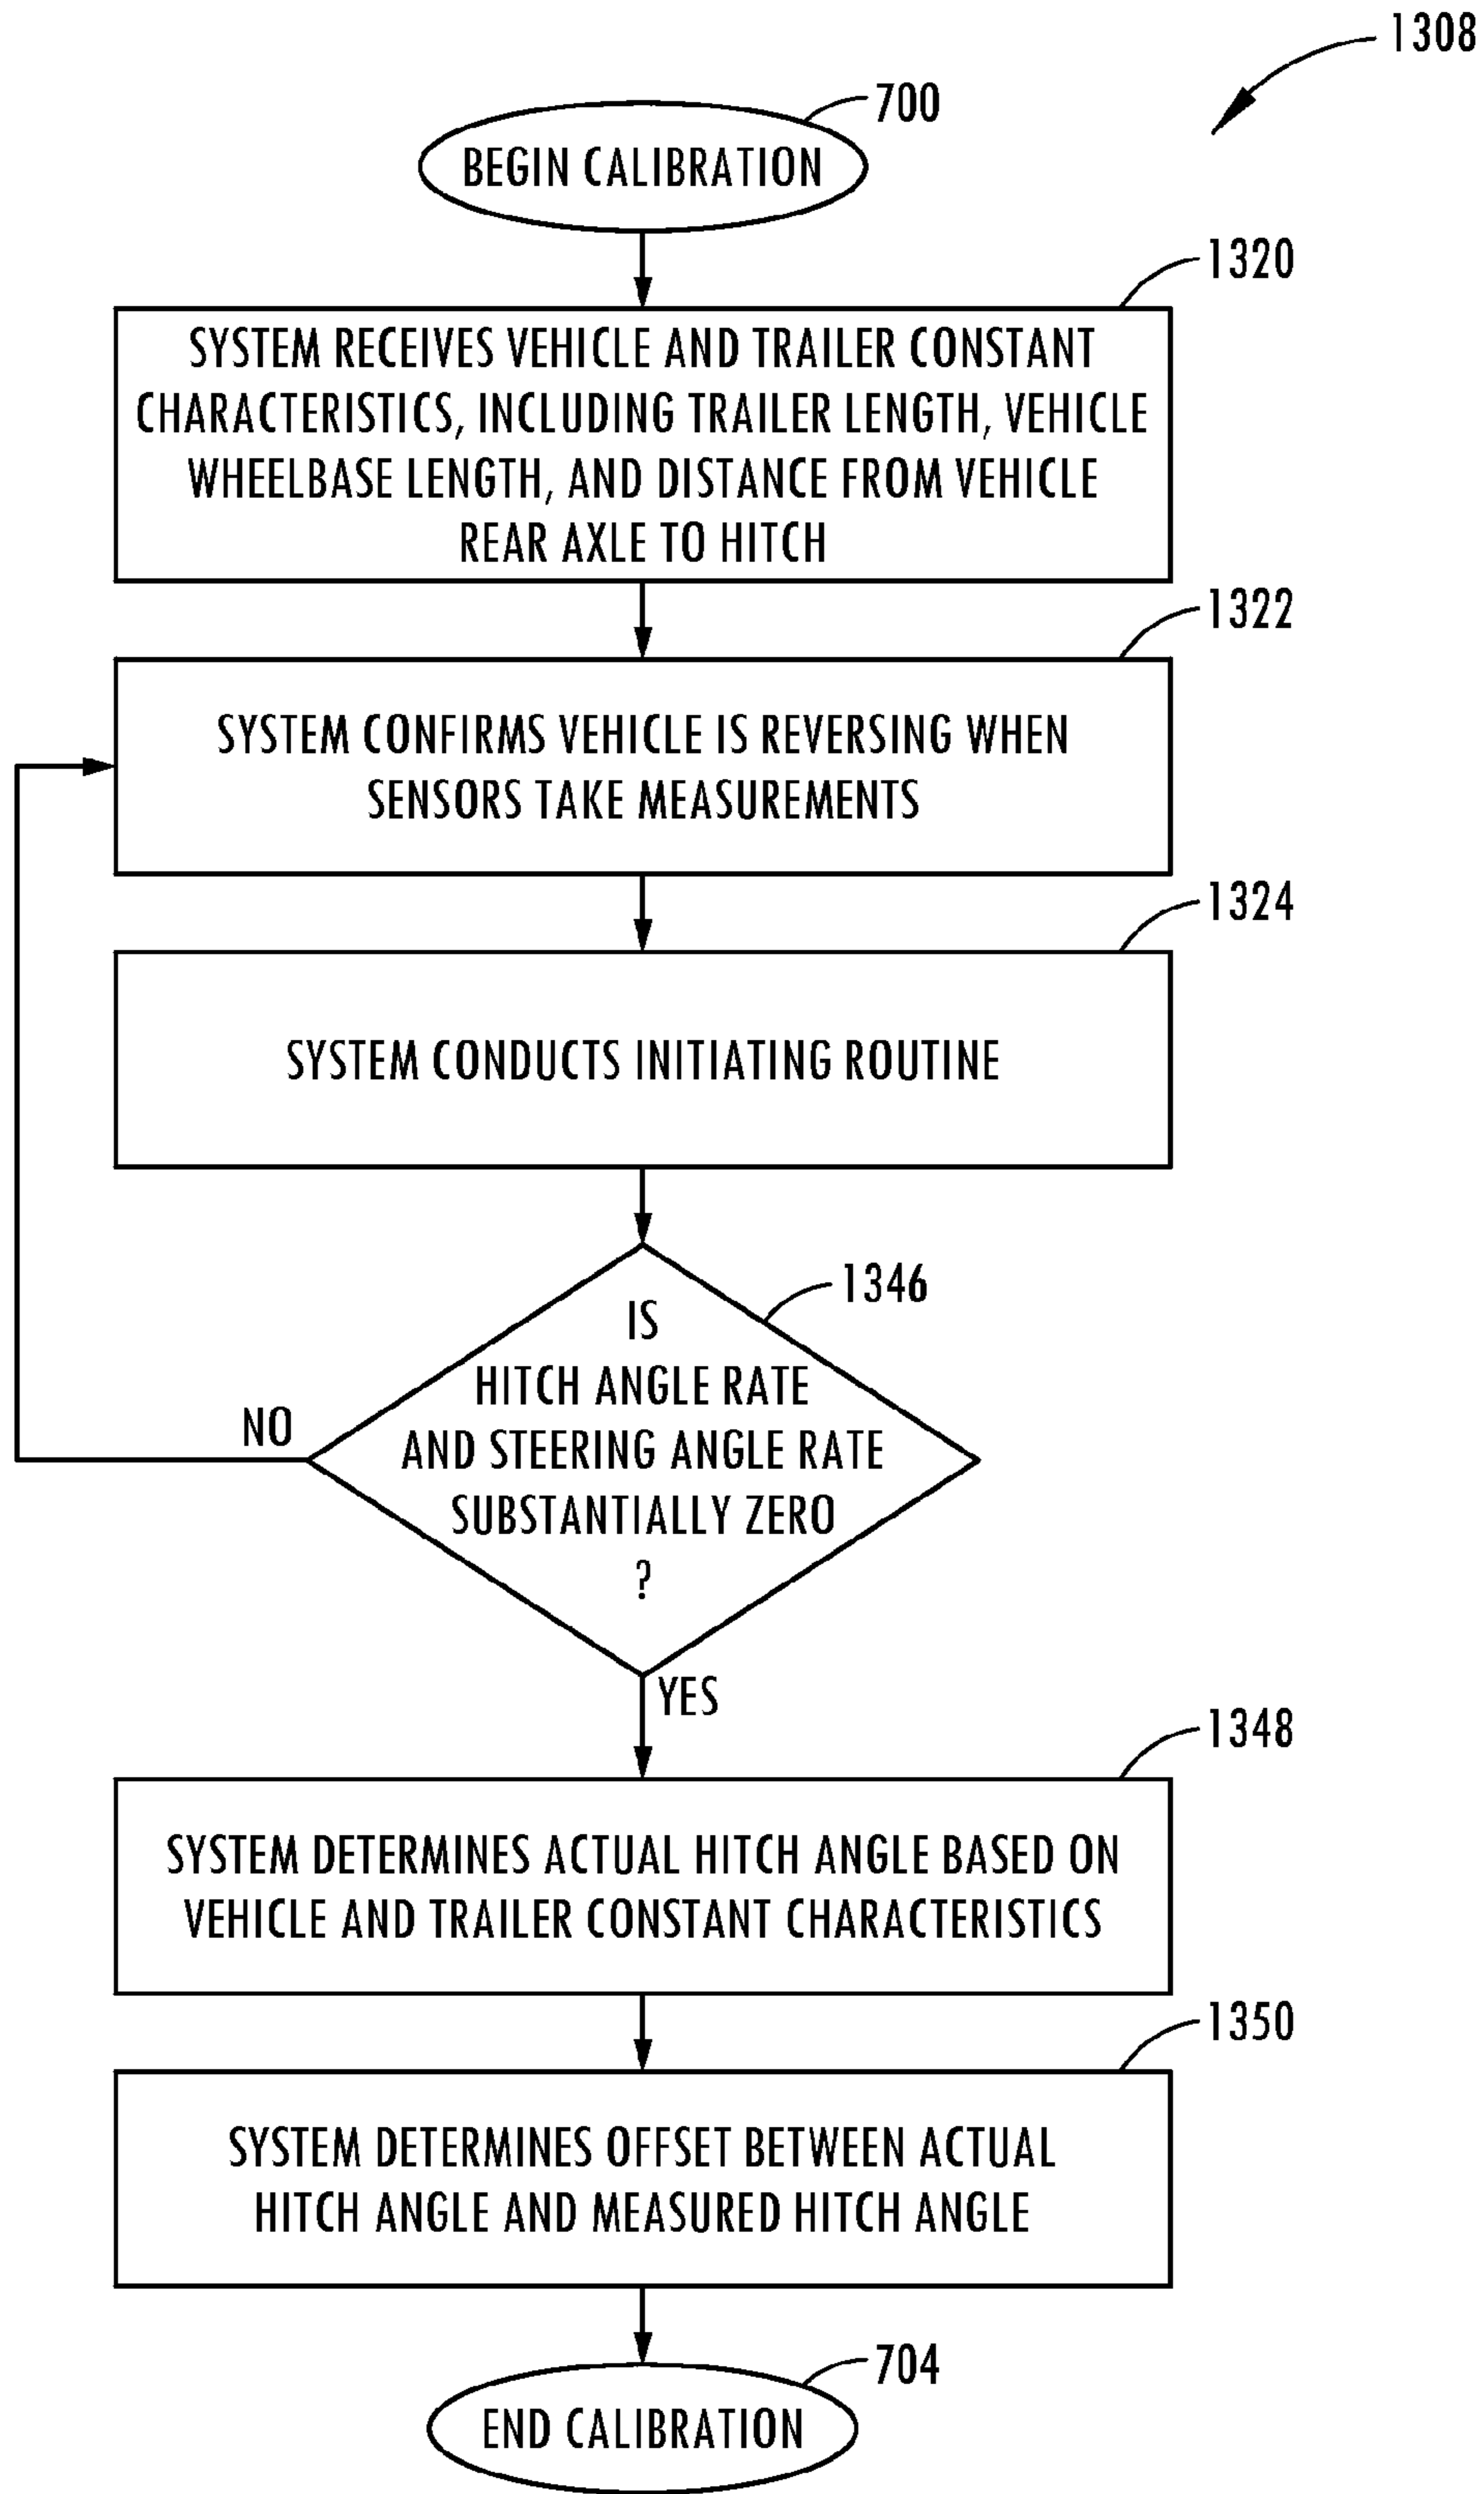 1308
700
BEGIN CALIBRATION
1320
SYSTEM RECEIVES VEHICLE AND TRAILER CONSTANT
CHARACTERISTICS, INCLUDING TRAILER LENGTH, VEHICLE
WHEELBASE LENGTH, AND DISTANCE FROM VEHICLE
REAR AXLE TO HITCH
1322
SYSTEM CONFIRMS VEHICLE IS REVERSING WHEN
SENSORS TAKE MEASUREMENTS
1324
SYSTEM CONDUCTS INITIATING ROUTINE
1346
IS
HITCH ANGLE RATE
AND STEERING ANGLE RATE
SUBSTANTIALLY ZERO
?
NO
YES
1348
SYSTEM DETERMINES ACTUAL HITCH ANGLE BASED ON
VEHICLE AND TRAILER CONSTANT CHARACTERISTICS
1350
SYSTEM DETERMINES OFFSET BETWEEN ACTUAL
HITCH ANGLE AND MEASURED HITCH ANGLE
704
END CALIBRATION